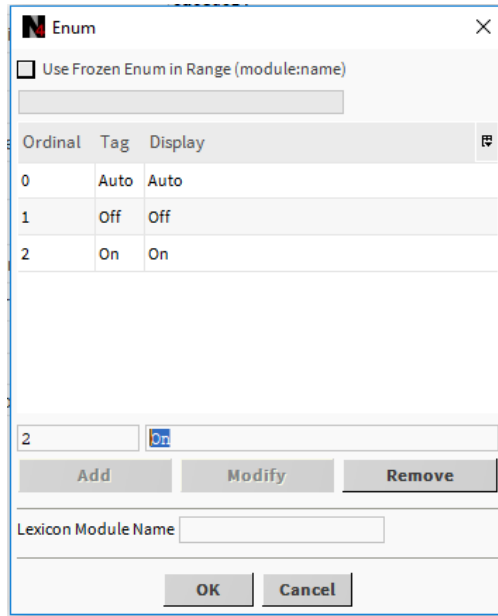 N4 Enum
Use Frozen Enum in Range (module:name)
Ordinal Tag Display
0 Auto Auto
1 Off Off
2 On On
2 On
Add Modify Remove
Lexicon Module Name
OK Cancel